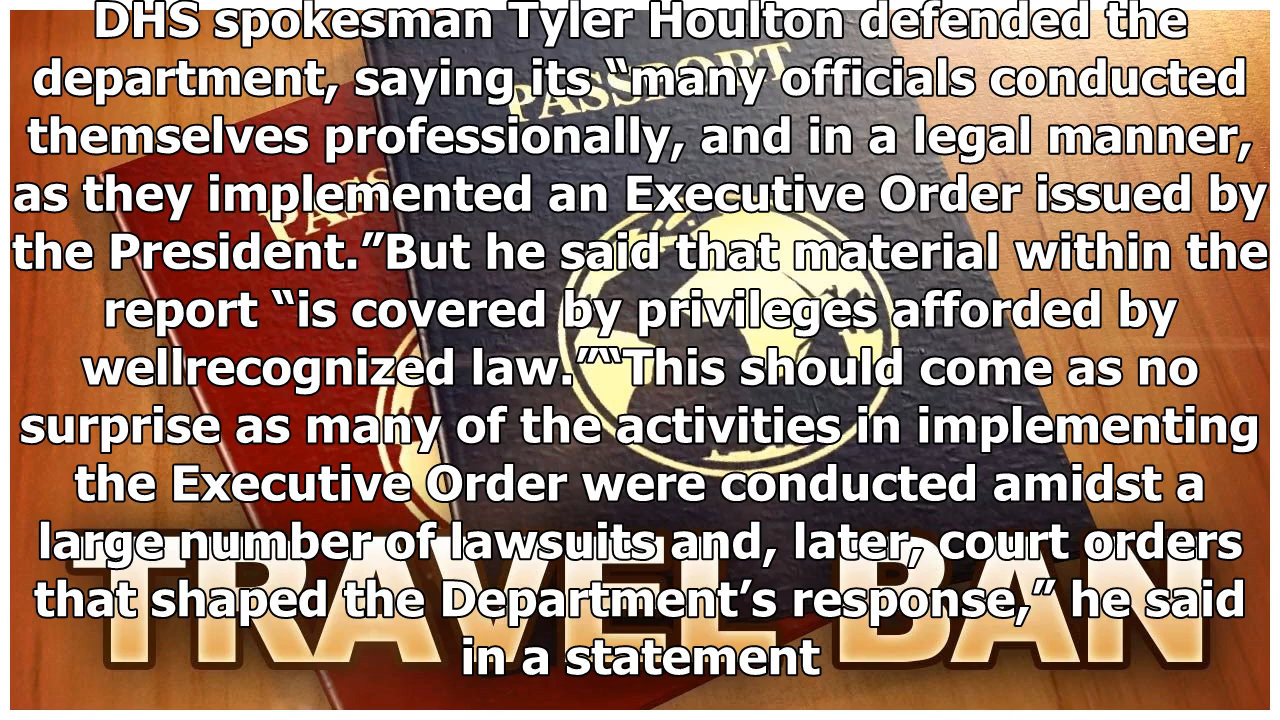 DHS spokesman Tyler Houlton defended the
department, saying its “many officials conducted
themselves professionally, and in a legal manner,
as they implemented an Executive Order issued by
the President.”But he said that material within the
report “is covered by privileges afforded by
wellrecognized law.”“‘This should come as no
surprise as many of the activities in implementing
the Executive Order were conducted amidst a
large number of lawsuits and, later, court orders
that shaped the Department’s response,” he said
in a statement
PASSPORT
PASS
TRAVEL BAN